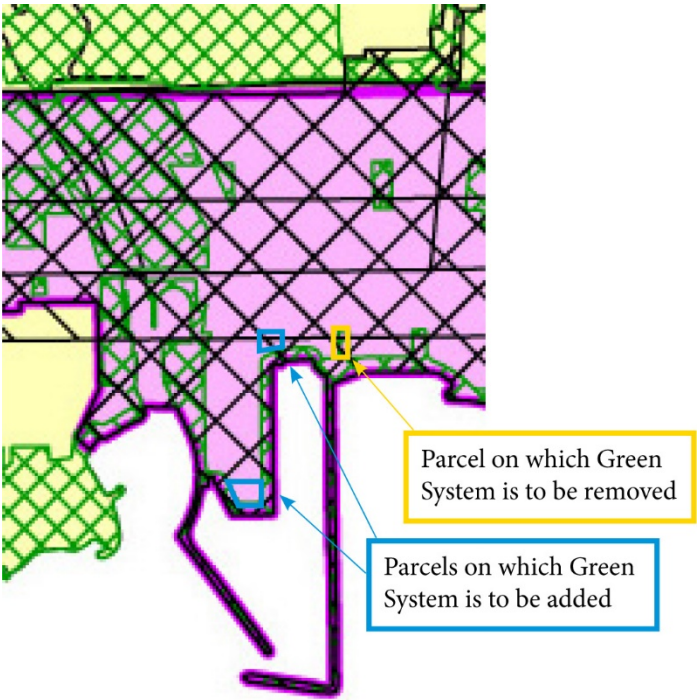 Parcel on which Green
System is to be removed
Parcels on which Green
System is to be added